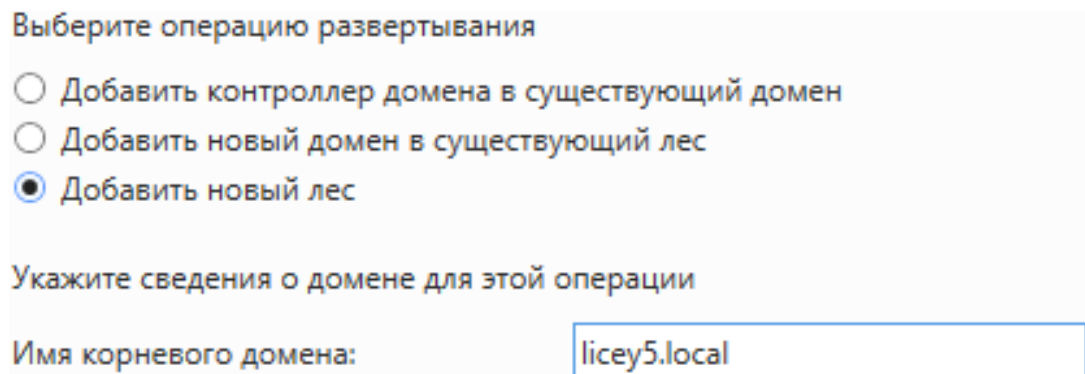 Выберите операцию развертывания
Добавить контроллер домена в существующий домен
Добавить новый домен в существующий лес
Добавить новый лес
Укажите сведения о домене для этой операции
Имя корневого домена: licey5.local